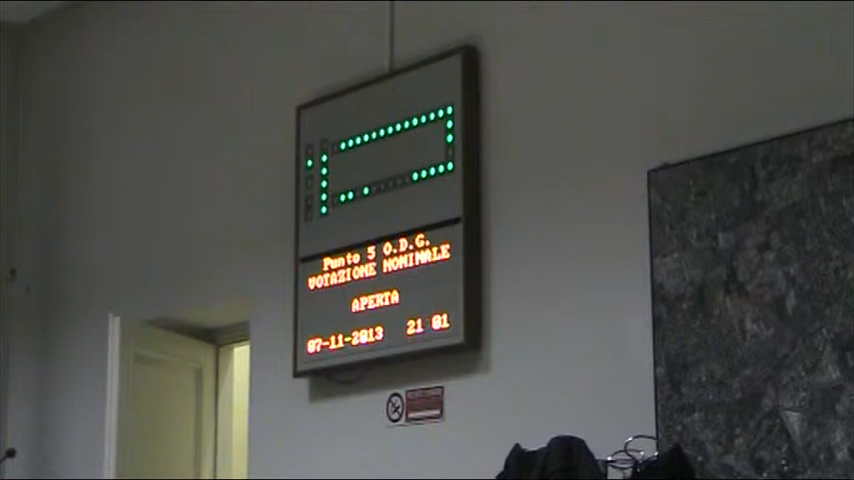 Punto 5 O.D.G.
VOTAZIONE NOMINALE
APERTA
07-11-2013 21 01